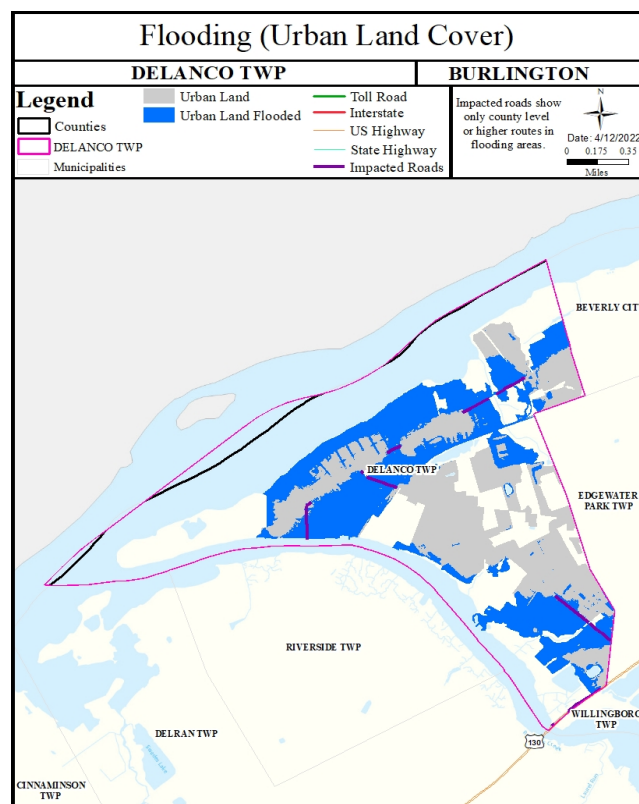 Flooding (Urban Land Cover)
DELANCO TWP
BURLINGTON
Legend
Counties
DELANCO TWP
Municipalities
Urban Land
Urban Land Flooded
Toll Road
Interstate
US Highway
State Highway
Impacted Roads
Impacted roads show
only county level
or higher routes in
flooding areas.
N
Date: 4/12/2022
0 0.175 0.35
Miles
BEVERLY CIT
DELANCO TWP
EDGEWATER
PARK TWP
RIVERSIDE TWP
WILLINGBORO
TWP
DELRAN TWP
130
CINNAMINSON
TWP